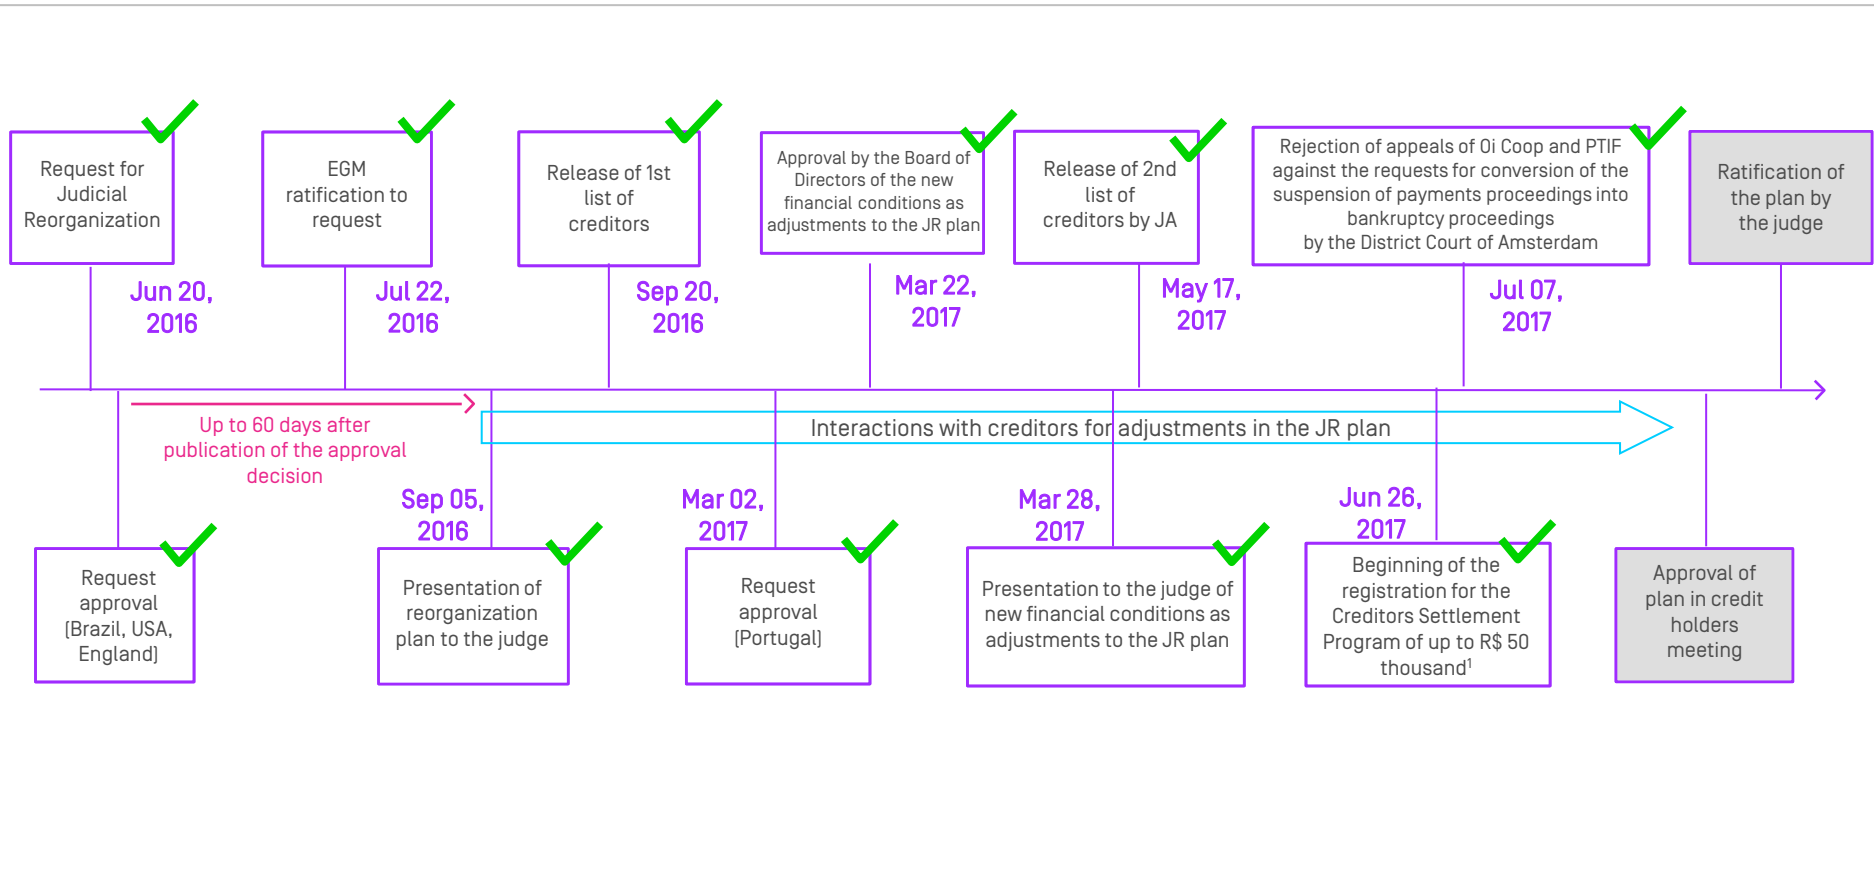 Request for
Judicial
Reorganization
EGM
ratification to
request
Release of 1st
list of
creditors
Approval by the Board of
Directors of the new
financial conditions as
adjustments to the JR plan
Release of 2nd
list of
creditors by JA
Rejection of appeals of Oi Coop and PTIF
against the requests for conversion of the
suspension of payments proceedings into
bankruptcy proceedings
by the District Court of Amsterdam
Ratification of
the plan by
the judge
Jun 20,
2016
Jul 22,
2016
Sep 20,
2016
Mar 22,
2017
May 17,
2017
Jul 07,
2017
Up to 60 days after
publication of the approval
decision
Interactions with creditors for adjustments in the JR plan
Sep 05,
2016
Mar 02,
2017
Mar 28,
2017
Jun 26,
2017
Request
approval
(Brazil, USA,
England)
Presentation of
reorganization
plan to the judge
Request
approval
(Portugal)
Presentation to the judge of
new financial conditions as
adjustments to the JR plan
Beginning of the
registration for the
Creditors Settlement
Program of up to R$ 50
thousand¹
Approval of
plan in credit
holders
meeting